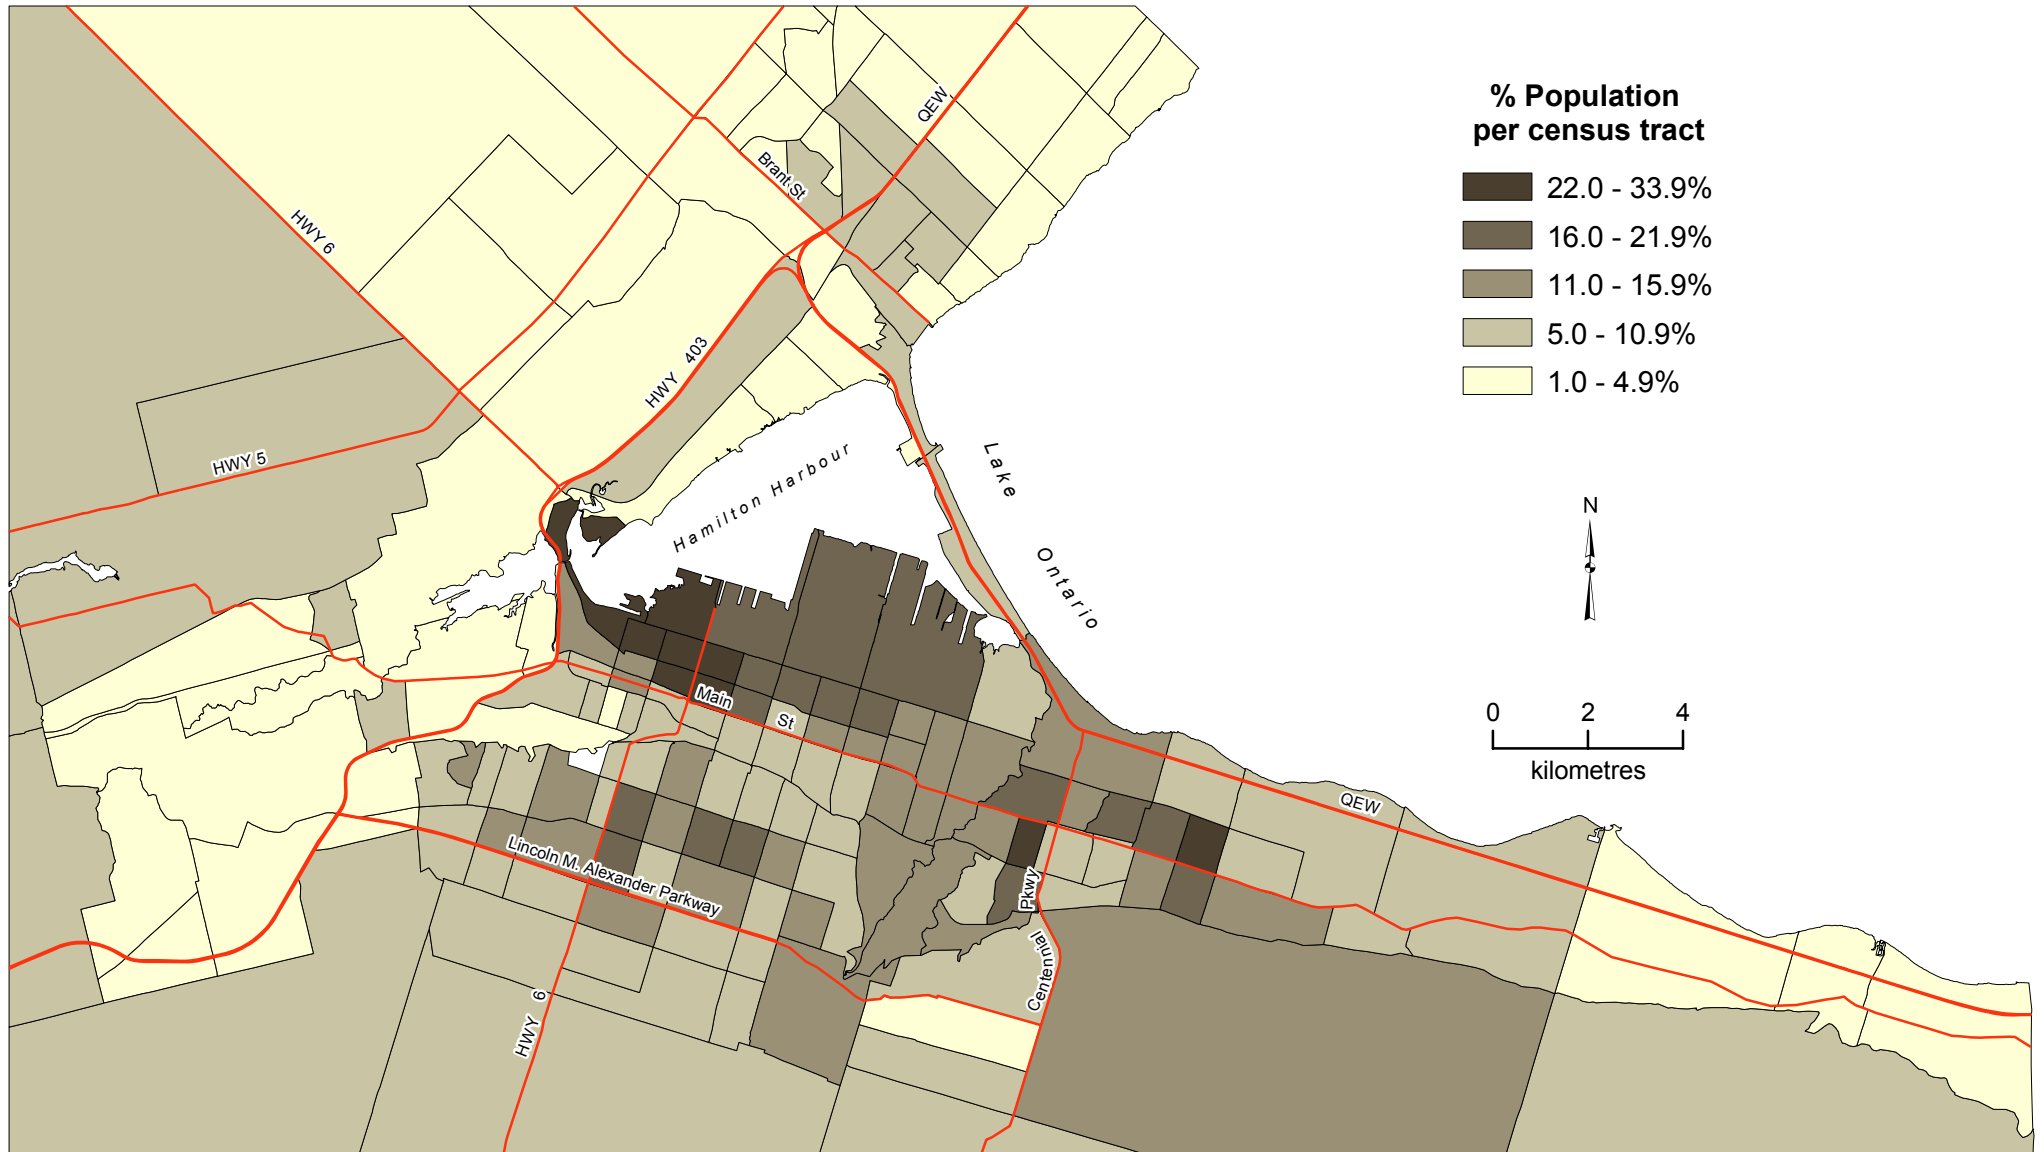 % Population
per census tract
22.0 - 33.9%
16.0 - 21.9%
11.0 - 15.9%
5.0 - 10.9%
1.0 - 4.9%
QEW
Brant St
HWY 6
HWY 403
HWY 5
Hamilton Harbour
Lake
Ontario
N
0 2 4
kilometres
Main St
QEW
Lincoln M. Alexander Parkway
Centennial Pkwy
HWY 6